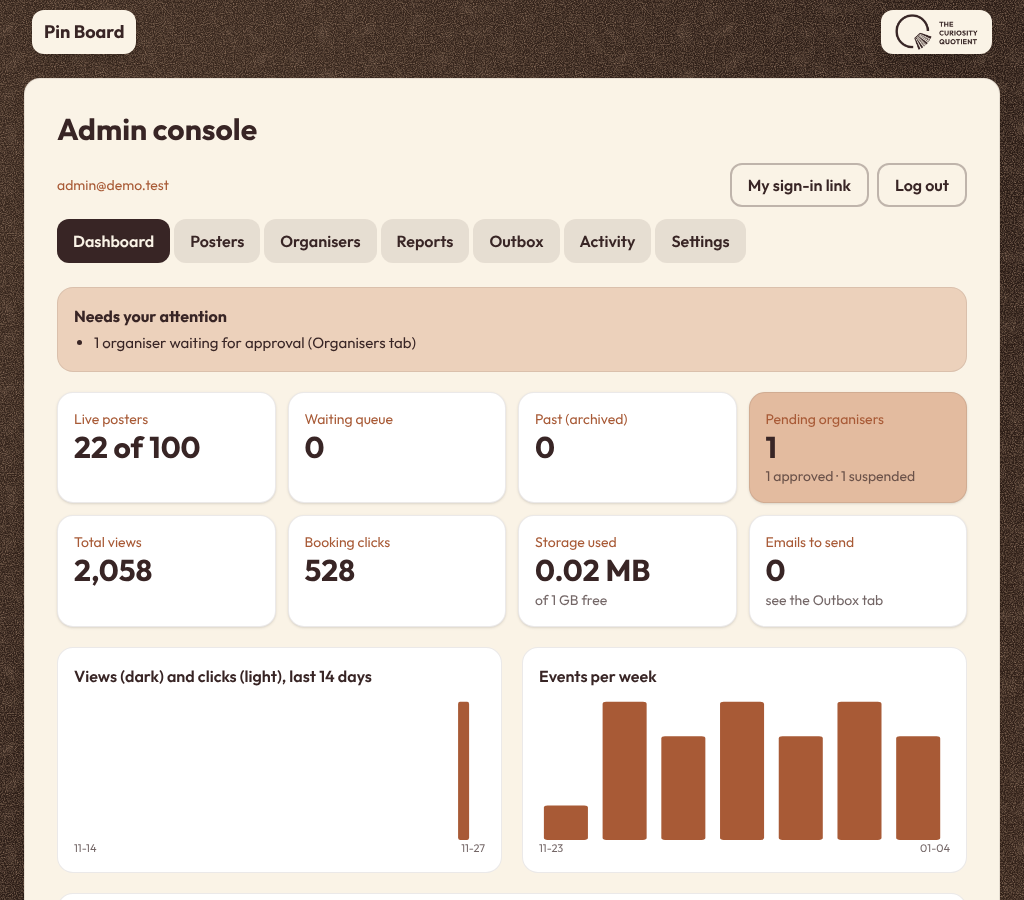 Pin Board
THE
CURIOSITY
QUOTIENT
Admin console
admin@demo.test
My sign-in link
Log out
Dashboard
Posters
Organisers
Reports
Outbox
Activity
Settings
Needs your attention
• 1 organiser waiting for approval (Organisers tab)
Live posters
22 of 100
Waiting queue
0
Past (archived)
0
Pending organisers
1
1 approved · 1 suspended
Total views
2,058
Booking clicks
528
Storage used
0.02 MB
of 1 GB free
Emails to send
0
see the Outbox tab
Views (dark) and clicks (light), last 14 days
11-14
11-27
Events per week
11-23
01-04